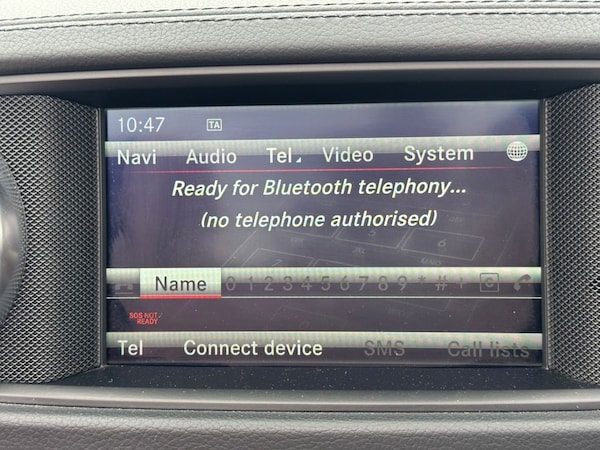 10:47 TA
Navi Audio Tel Video System
Ready for Bluetooth telephony...
(no telephone authorised)
Name 0 1 2 3 4 5 6 7 8 9 * # + C
SOS NOT
READY
Tel Connect device SMS Call lists